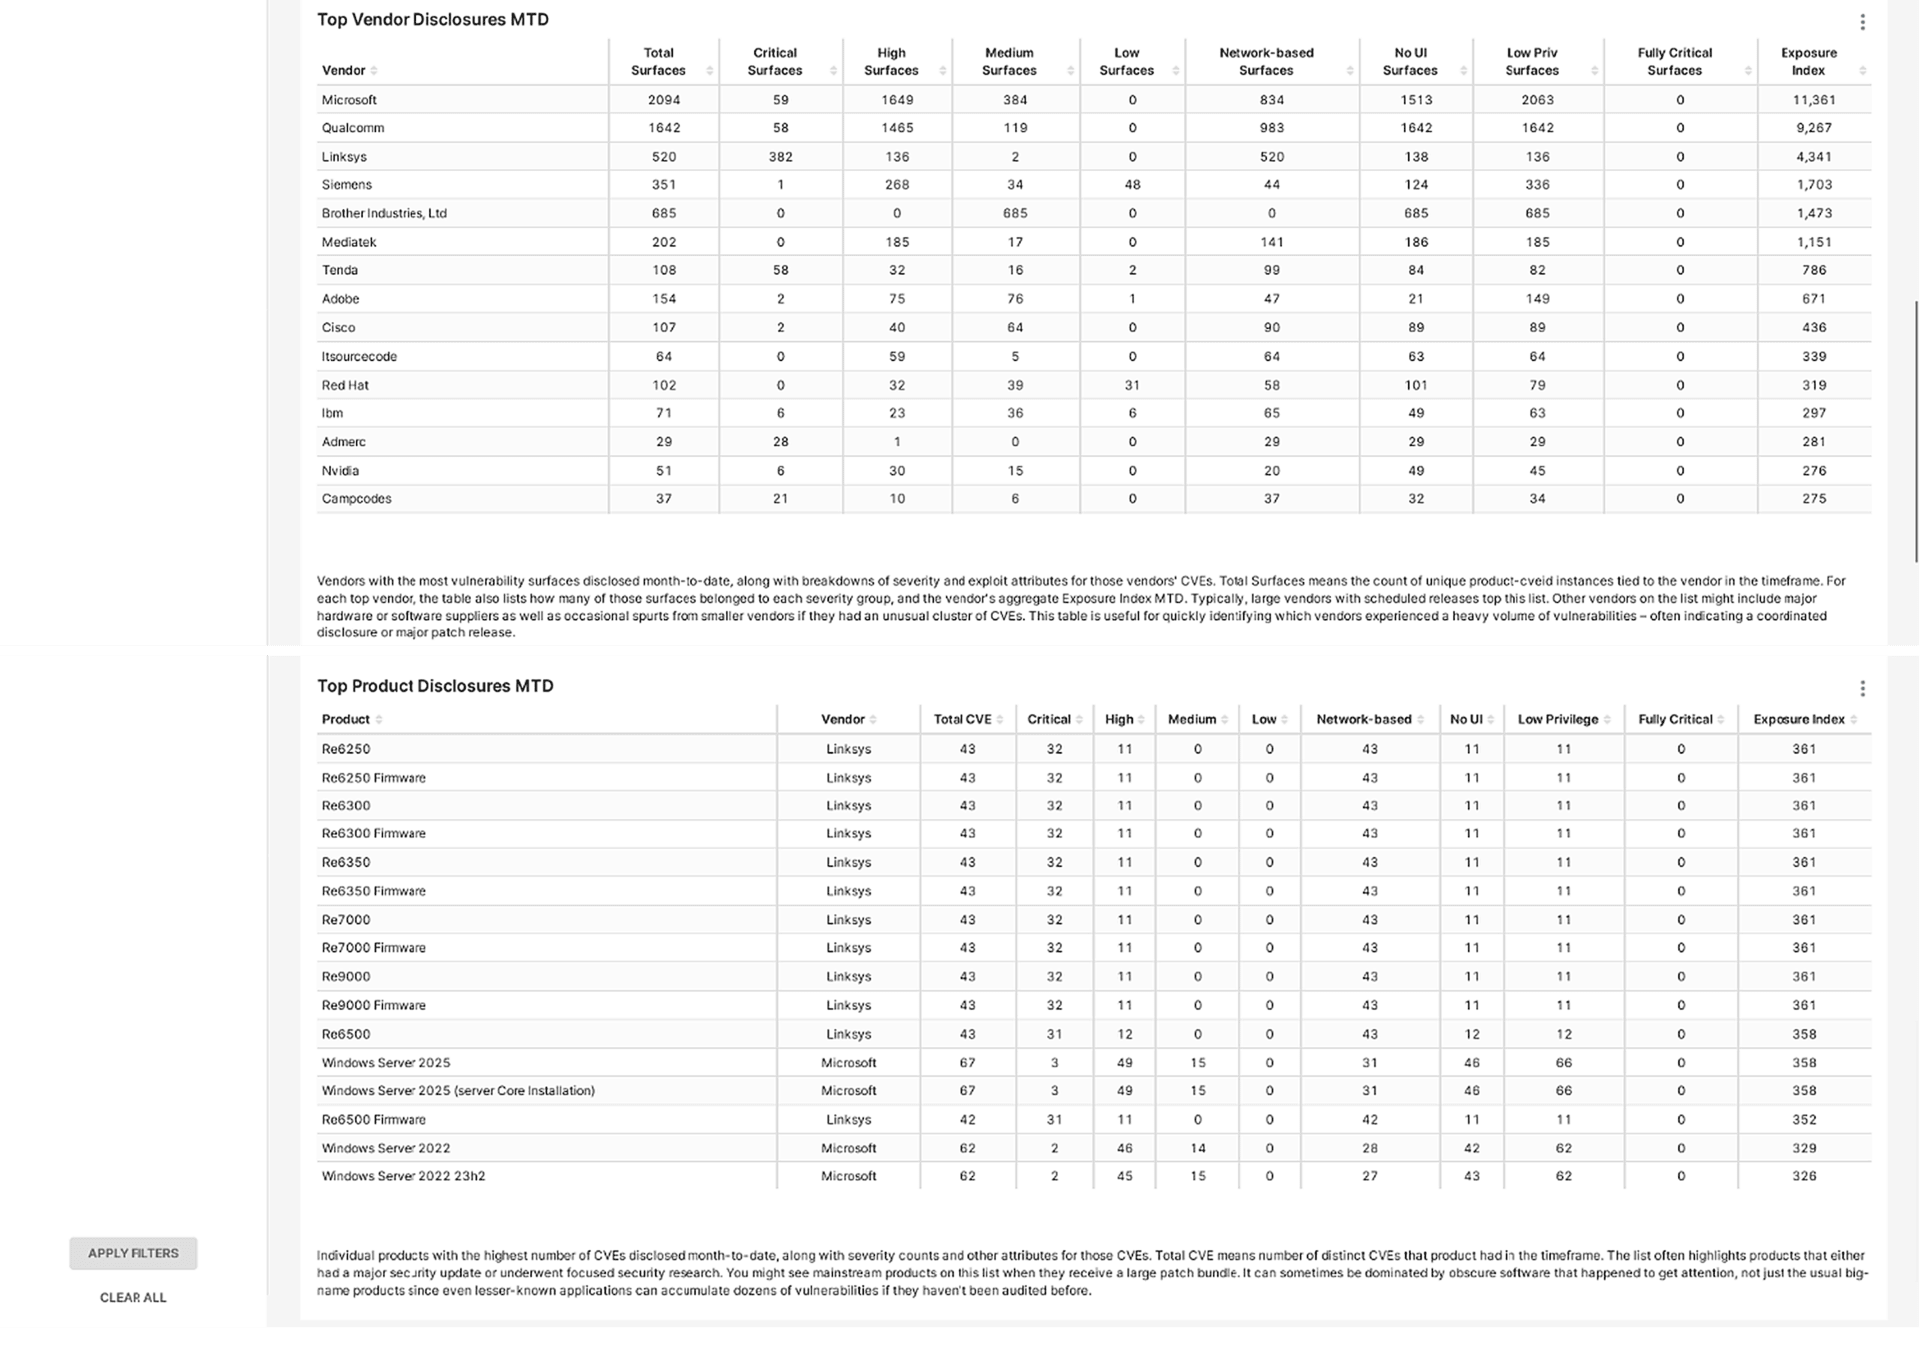 Top Vendor Disclosures MTD
Vendor Total Surfaces Critical Surfaces High Surfaces Medium Surfaces Low Surfaces Network-based Surfaces No UI Surfaces Low Priv Surfaces Fully Critical Surfaces Exposure Index
Microsoft 2094 59 1649 384 0 834 1513 2063 0 11,361
Qualcomm 1642 58 1465 119 0 983 1642 1642 0 9,267
Linksys 520 382 136 2 0 520 138 136 0 4,341
Siemens 351 1 268 34 48 44 124 336 0 1,703
Brother Industries, Ltd 685 0 0 685 0 0 685 685 0 1,473
Mediatek 202 0 185 17 0 141 186 185 0 1,151
Tenda 108 58 32 16 2 99 84 82 0 786
Adobe 154 2 75 76 1 47 21 149 0 671
Cisco 107 2 40 64 0 90 89 89 0 436
Itsourcecode 64 0 59 5 0 64 63 64 0 339
Red Hat 102 0 32 39 31 58 101 79 0 319
Ibm 71 6 23 36 6 65 49 63 0 297
Admerc 29 28 1 0 0 29 29 29 0 281
Nvidia 51 6 30 15 0 20 49 45 0 276
Campcodes 37 21 10 6 0 37 32 34 0 275
Vendors with the most vulnerability surfaces disclosed month-to-date, along with breakdowns of severity and exploit attributes for those vendors' CVEs. Total Surfaces means the count of unique product-cveid instances tied to the vendor in the timeframe. For
each top vendor, the table also lists how many of those surfaces belonged to each severity group, and the vendor's aggregate Exposure Index MTD. Typically, large vendors with scheduled releases top this list. Other vendors on the list might include major
hardware or software suppliers as well as occasional spurts from smaller vendors if they had an unusual cluster of CVEs. This table is useful for quickly identifying which vendors experienced a heavy volume of vulnerabilities – often indicating a coordinated
disclosure or major patch release.
Top Product Disclosures MTD
Product Vendor Total CVE Critical High Medium Low Network-based No UI Low Privilege Fully Critical Exposure Index
Re6250 Linksys 43 32 11 0 0 43 11 11 0 361
Re6250 Firmware Linksys 43 32 11 0 0 43 11 11 0 361
Re6300 Linksys 43 32 11 0 0 43 11 11 0 361
Re6300 Firmware Linksys 43 32 11 0 0 43 11 11 0 361
Re6350 Linksys 43 32 11 0 0 43 11 11 0 361
Re6350 Firmware Linksys 43 32 11 0 0 43 11 11 0 361
Re7000 Linksys 43 32 11 0 0 43 11 11 0 361
Re7000 Firmware Linksys 43 32 11 0 0 43 11 11 0 361
Re9000 Linksys 43 32 11 0 0 43 11 11 0 361
Re9000 Firmware Linksys 43 32 11 0 0 43 11 11 0 361
Re6500 Linksys 43 31 12 0 0 43 12 12 0 358
Windows Server 2025 Microsoft 67 3 49 15 0 31 46 66 0 358
Windows Server 2025 (server Core Installation) Microsoft 67 3 49 15 0 31 46 66 0 358
Re6500 Firmware Linksys 42 31 11 0 0 42 11 11 0 352
Windows Server 2022 Microsoft 62 2 46 14 0 28 42 62 0 329
Windows Server 2022 23h2 Microsoft 62 2 45 15 0 27 43 62 0 326
Individual products with the highest number of CVEs disclosed month-to-date, along with severity counts and other attributes for those CVEs. Total CVE means number of distinct CVEs that product had in the timeframe. The list often highlights products that either
had a major security update or underwent focused security research. You might see mainstream products on this list when they receive a large patch bundle. It can sometimes be dominated by obscure software that happened to get attention, not just the usual big-
name products since even lesser-known applications can accumulate dozens of vulnerabilities if they haven't been audited before.
APPLY FILTERS
CLEAR ALL